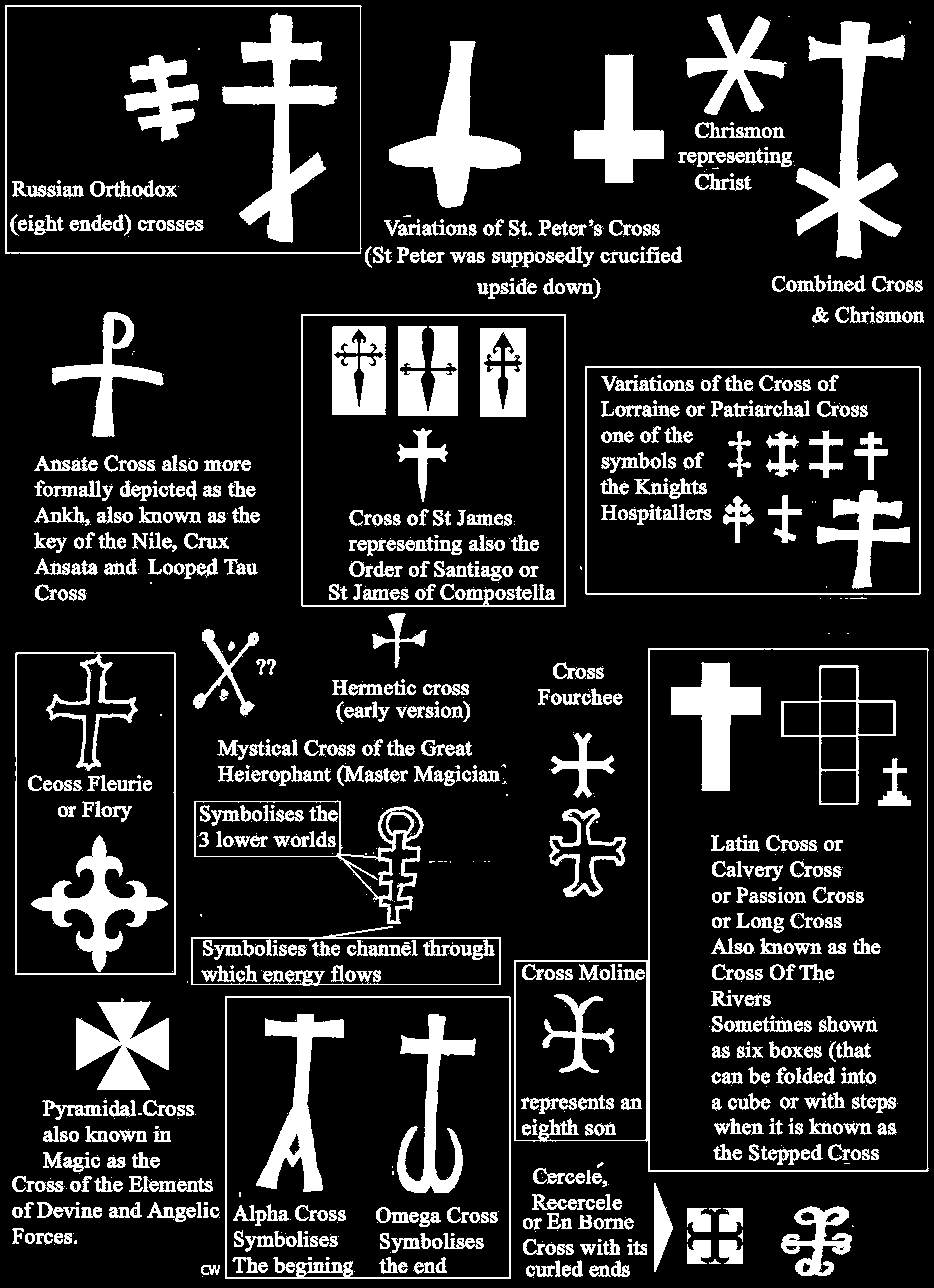 Russian Orthodox
(eight ended) crosses
Variations of St. Peter's Cross
(St Peter was supposedly crucified
upside down)
Chrismon
representing
Christ
Combined Cross
& Chrismon
Ansate Cross also more
formally depicted as the
Ankh, also known as the
key of the Nile, Crux
Ansata and Looped Tau
Cross
Cross of St James
representing also the
Order of Santiago or
St James of Compostella
Variations of the Cross of
Lorraine or Patriarchal Cross
one of the
symbols of
the Knights
Hospitallers
Ceoss Fleurie
or Flory
??
Hermetic cross
(early version)
Mystical Cross of the Great
Heierophant (Master Magician)
Symbolises the
3 lower worlds
Symbolises the channel through
which energy flows
Cross
Fourchee
Latin Cross or
Calvery Cross
or Passion Cross
or Long Cross
Also known as the
Cross Of The
Rivers
Sometimes shown
as six boxes (that
can be folded into
a cube or with steps
when it is known as
the Stepped Cross
Pyramidal Cross
also known in
Magic as the
Cross of the Elements
of Devine and Angelic
Forces.
Alpha Cross
Symbolises
The begining
Omega Cross
Symbolises
the end
Cross Moline
represents an
eighth son
Cercelé,
Recercele
or En Borne
Cross with its
curled ends
CW